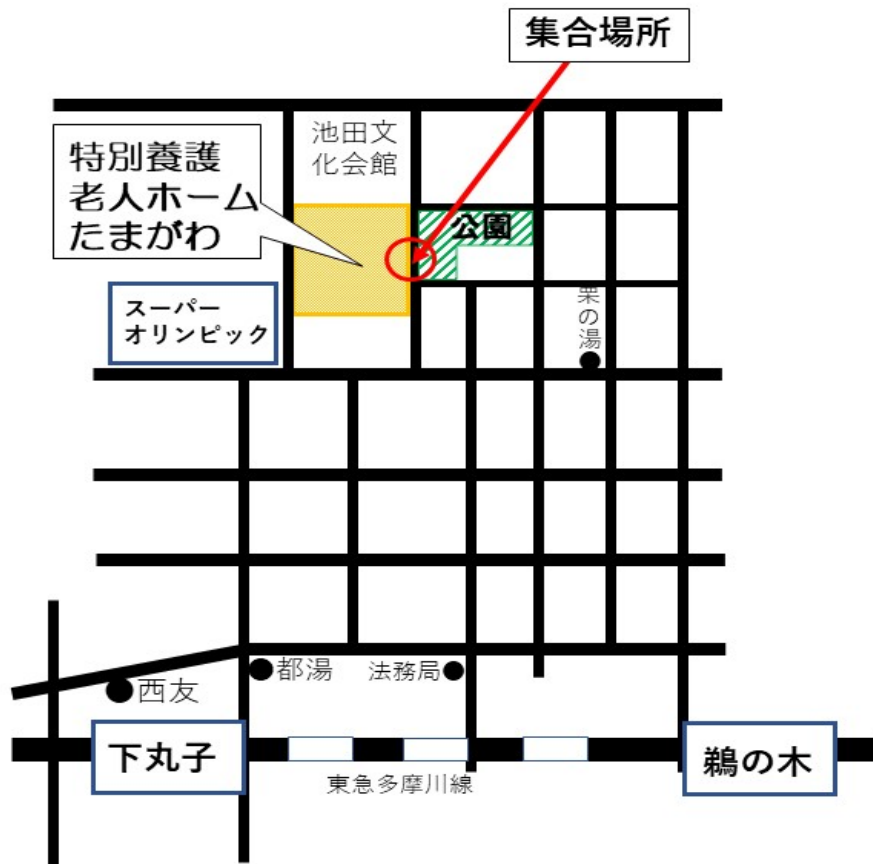 集合場所
池田文
化会館
特別養護
老人ホーム
たまがわ
公園
スーパー
オリンピック
栗の湯
都湯
法務局
西友
下丸子
鵜の木
東急多摩川線